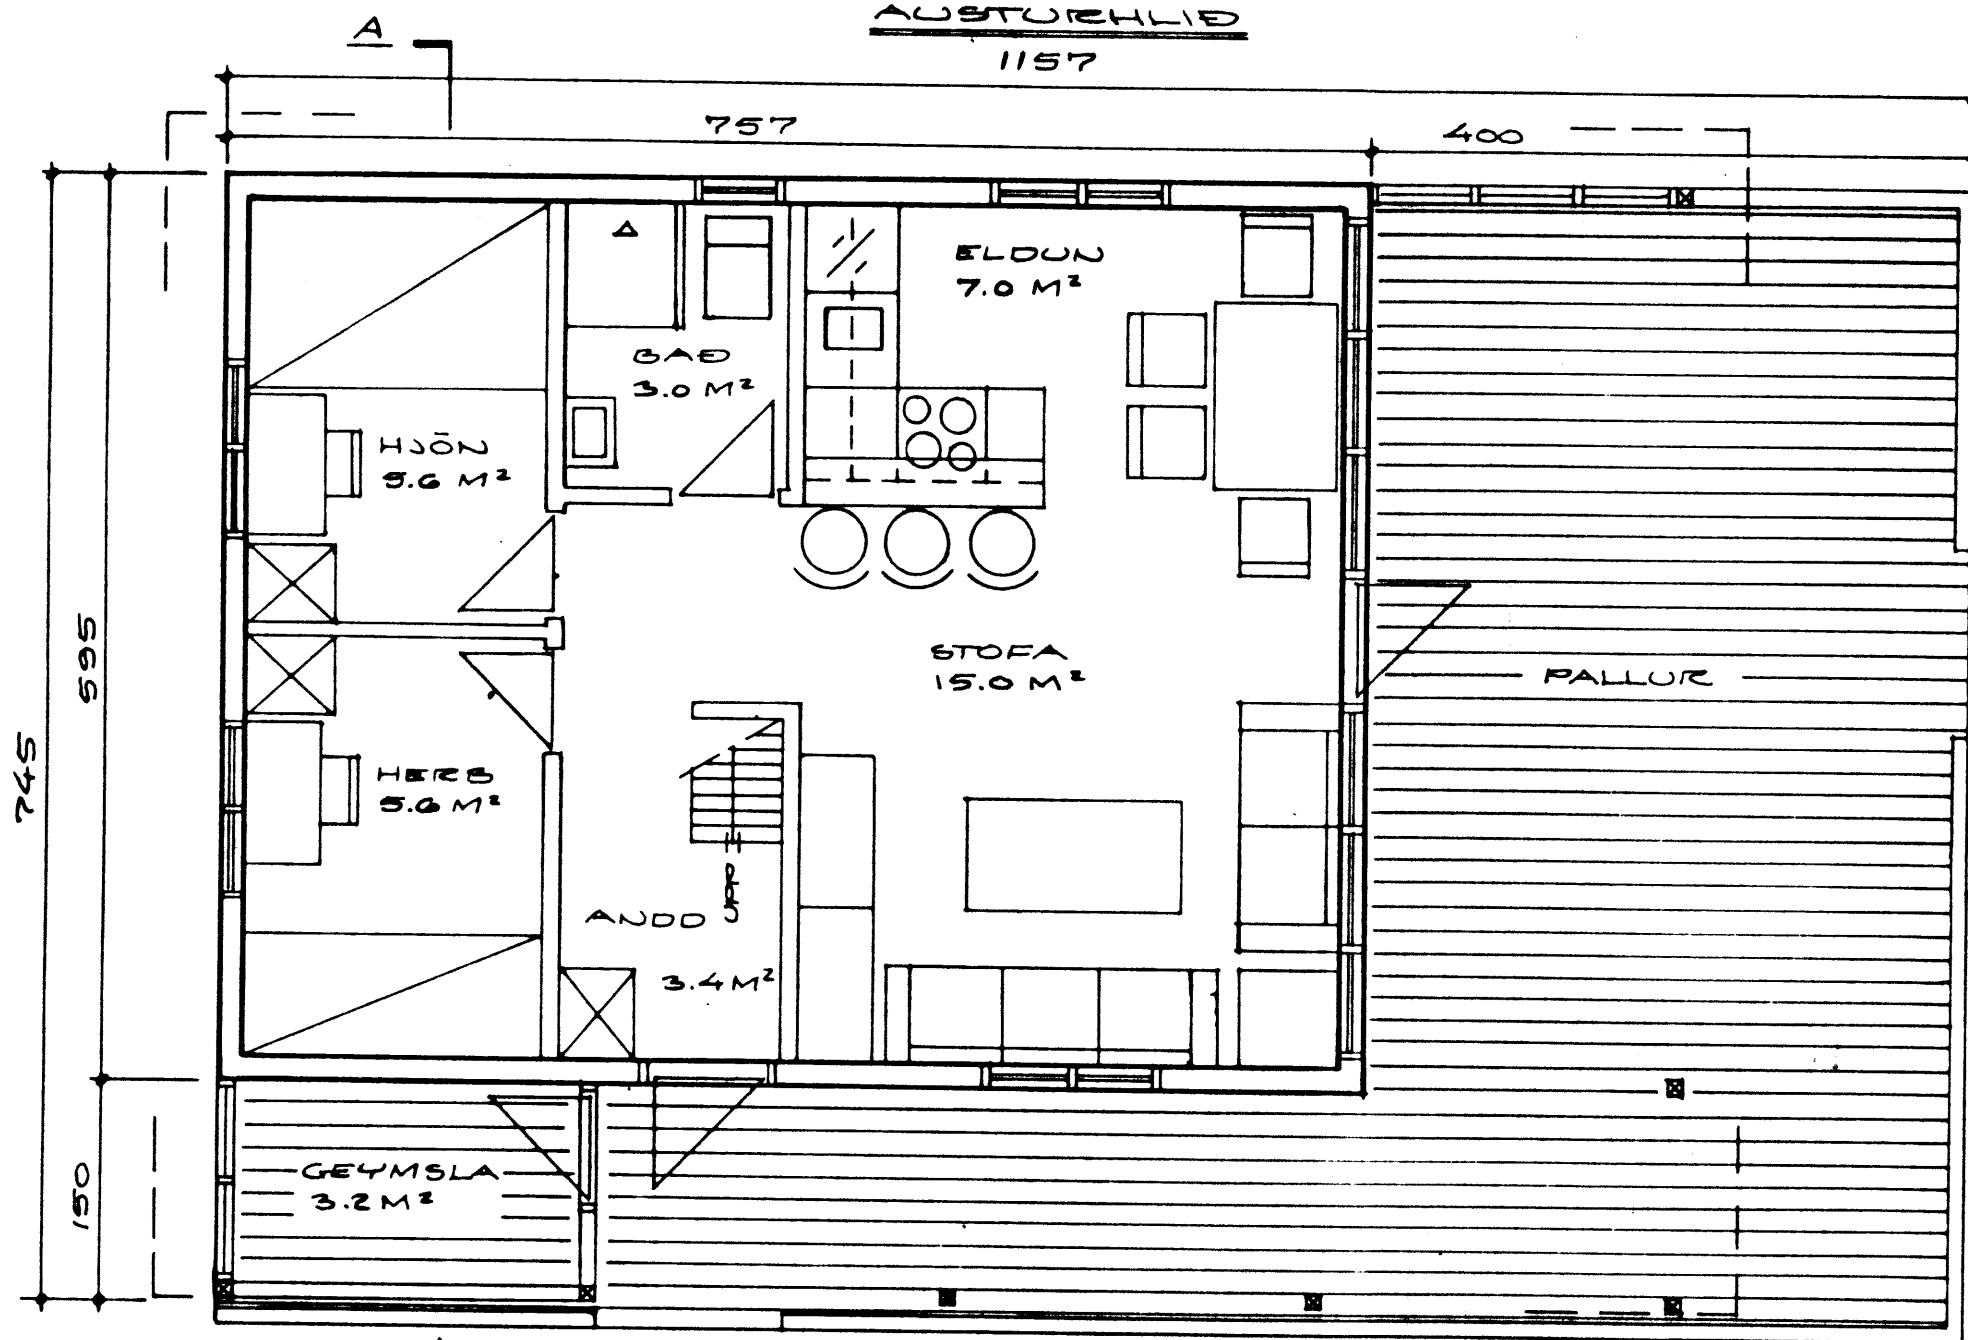 AUSTURHLIÐ
A
1157
757
400
ELDUN
7.0 M²
BAÐ
3.0 M²
HJÓN
5.6 M²
595
STOFA
15.0 M²
PALLUR
745
HERB
5.6 M²
UPP
ANDD
3.4 M²
150
GEYMSLA
3.2 M²